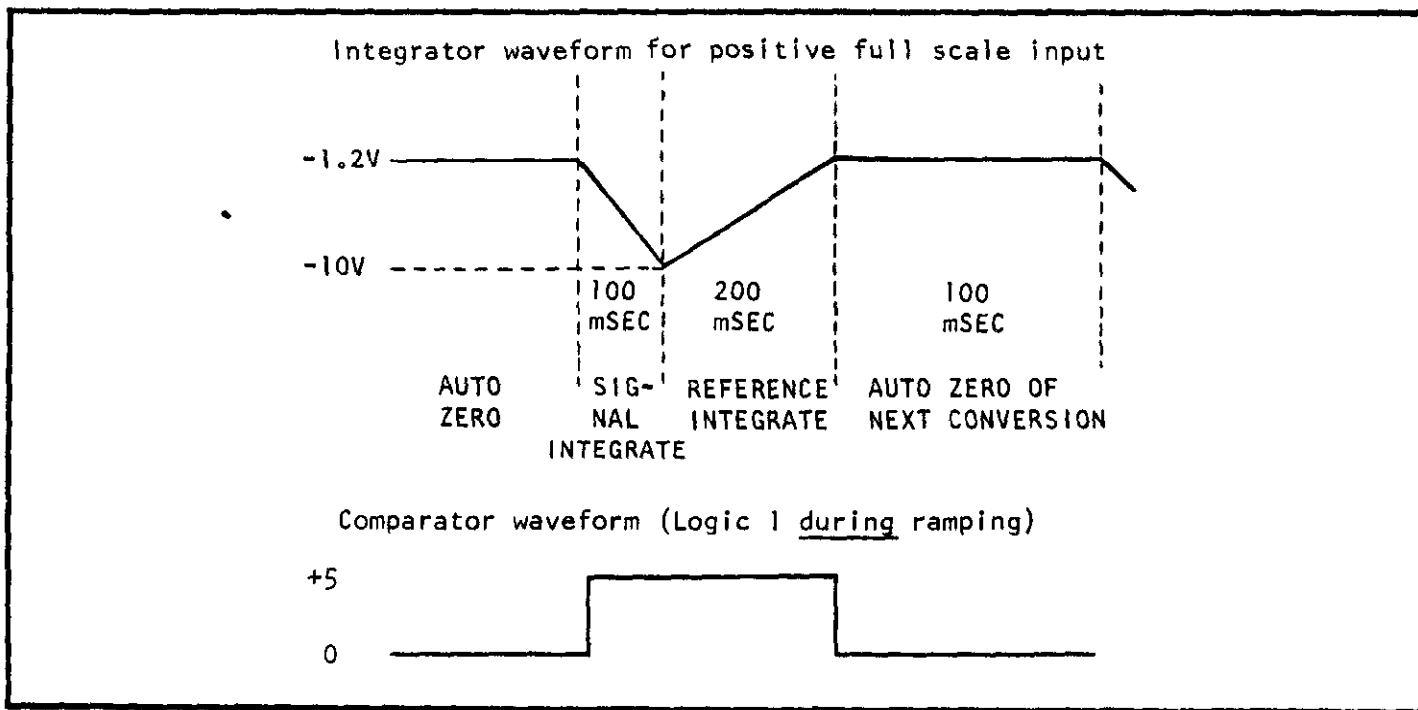 Integrator waveform for positive full scale input
-1.2V
-10V
100 mSEC
200 mSEC
100 mSEC
AUTO ZERO
SIG- NAL INTEGRATE
REFERENCE INTEGRATE
AUTO ZERO OF NEXT CONVERSION
Comparator waveform (Logic 1 during ramping)
+5
0